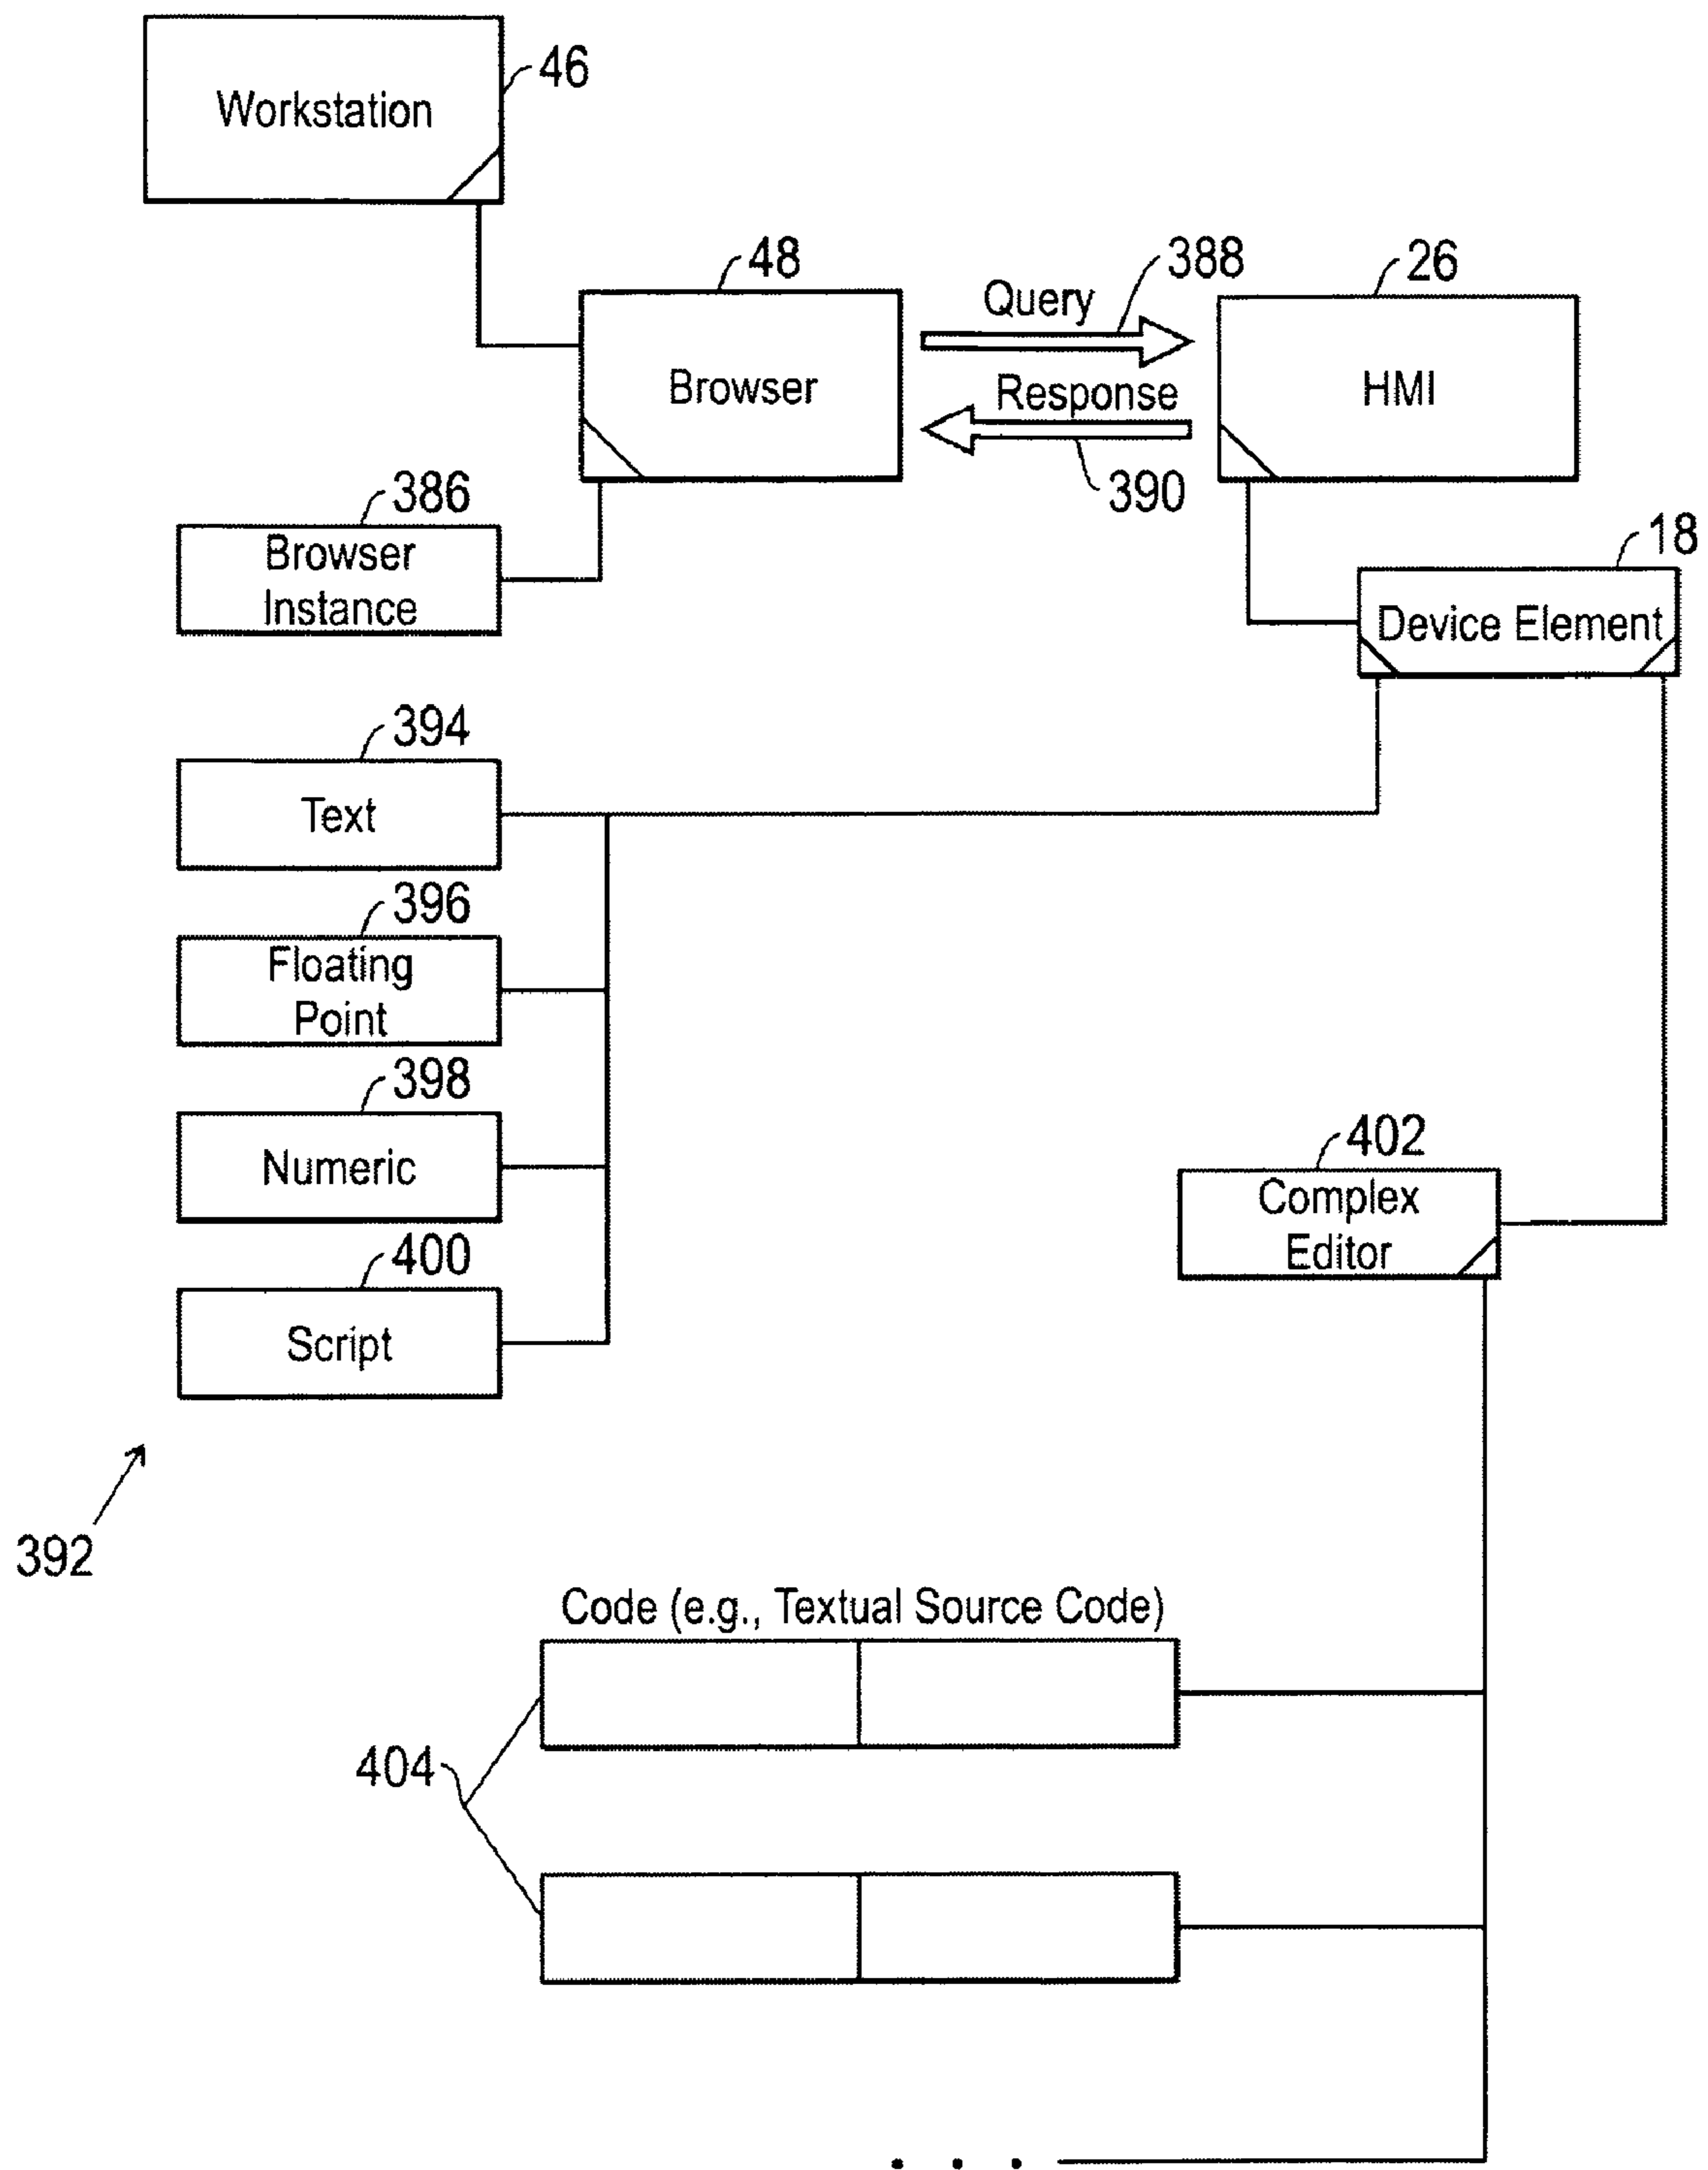 46
Workstation
48
388
26
Query
Browser
HMI
Response
390
386
Browser
Instance
18
Device Element
394
Text
396
Floating
Point
398
Numeric
402
Complex
Editor
400
Script
392
Code (e.g., Textual Source Code)
404
. . .